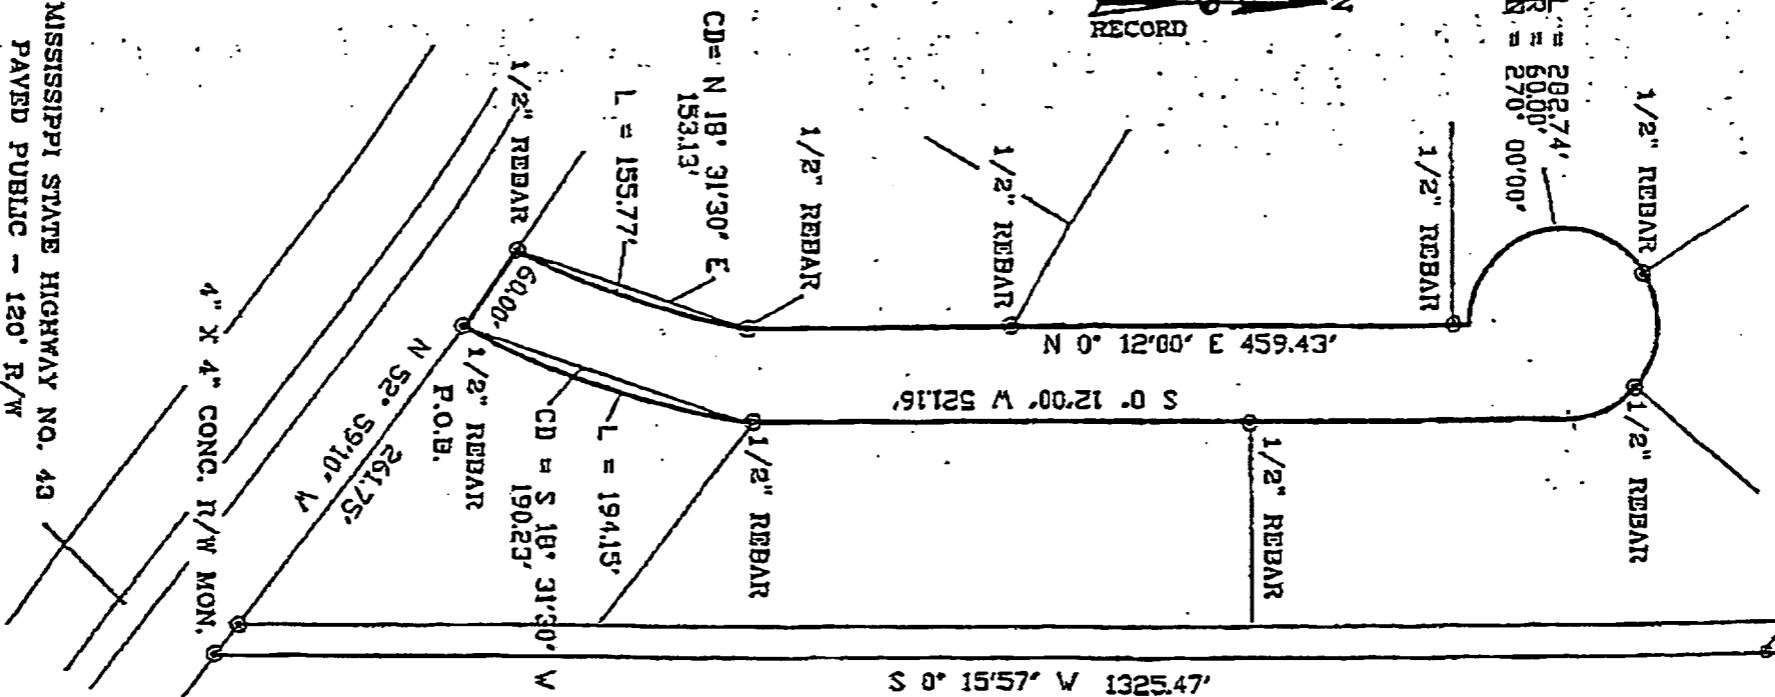 MISSISSIPPI STATE HIGHWAY NO. 43
PAVED PUBLIC - 120' R/W
4" X 4" CONC. R/W MON.
1/2" REBAR
60.00'
1/2" REBAR
P.O.B.
N 52° 59'10" W
261.75'
L = 155.77'
CD= N 18° 31'30" E
153.13'
1/2" REBAR
L = 194.15'
CD = S 18° 31'30" W
190.23'
1/2" REBAR
1/2" REBAR
N 0° 12'00" E 459.43'
S 0° 12'00" W 521.16'
1/2" REBAR
1/2" REBAR
RECORD
L = 282.74'
R = 60.00'
= 270° 00'00"
1/2" REBAR
1/2" REBAR
S 0° 15'57" W 1325.47'